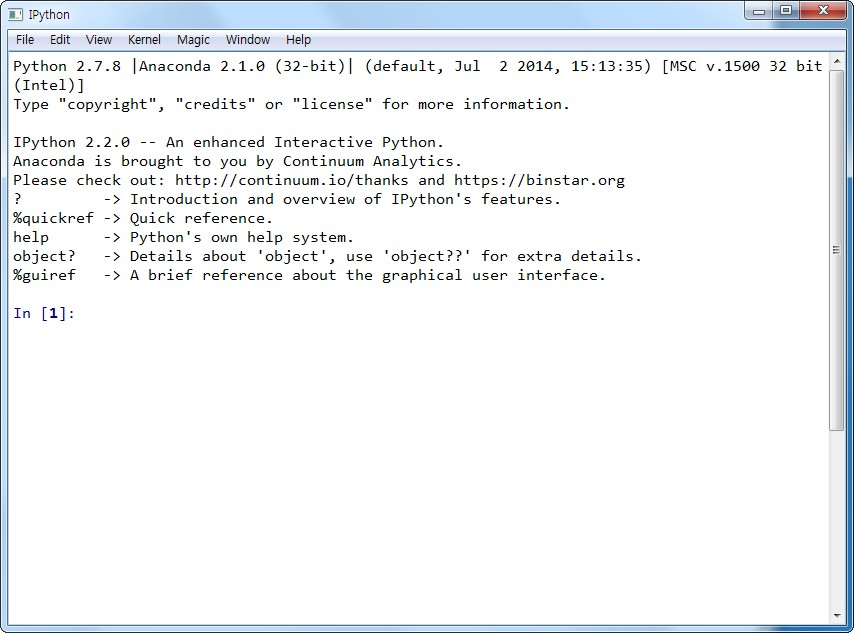 IPython
File Edit View Kernel Magic Window Help
Python 2.7.8 |Anaconda 2.1.0 (32-bit)| (default, Jul  2 2014, 15:13:35) [MSC v.1500 32 bit
(Intel)]
Type "copyright", "credits" or "license" for more information.
IPython 2.2.0 -- An enhanced Interactive Python.
Anaconda is brought to you by Continuum Analytics.
Please check out: http://continuum.io/thanks and https://binstar.org
?         -> Introduction and overview of IPython's features.
%quickref -> Quick reference.
help      -> Python's own help system.
object?   -> Details about 'object', use 'object??' for extra details.
%guiref   -> A brief reference about the graphical user interface.
In [1]: